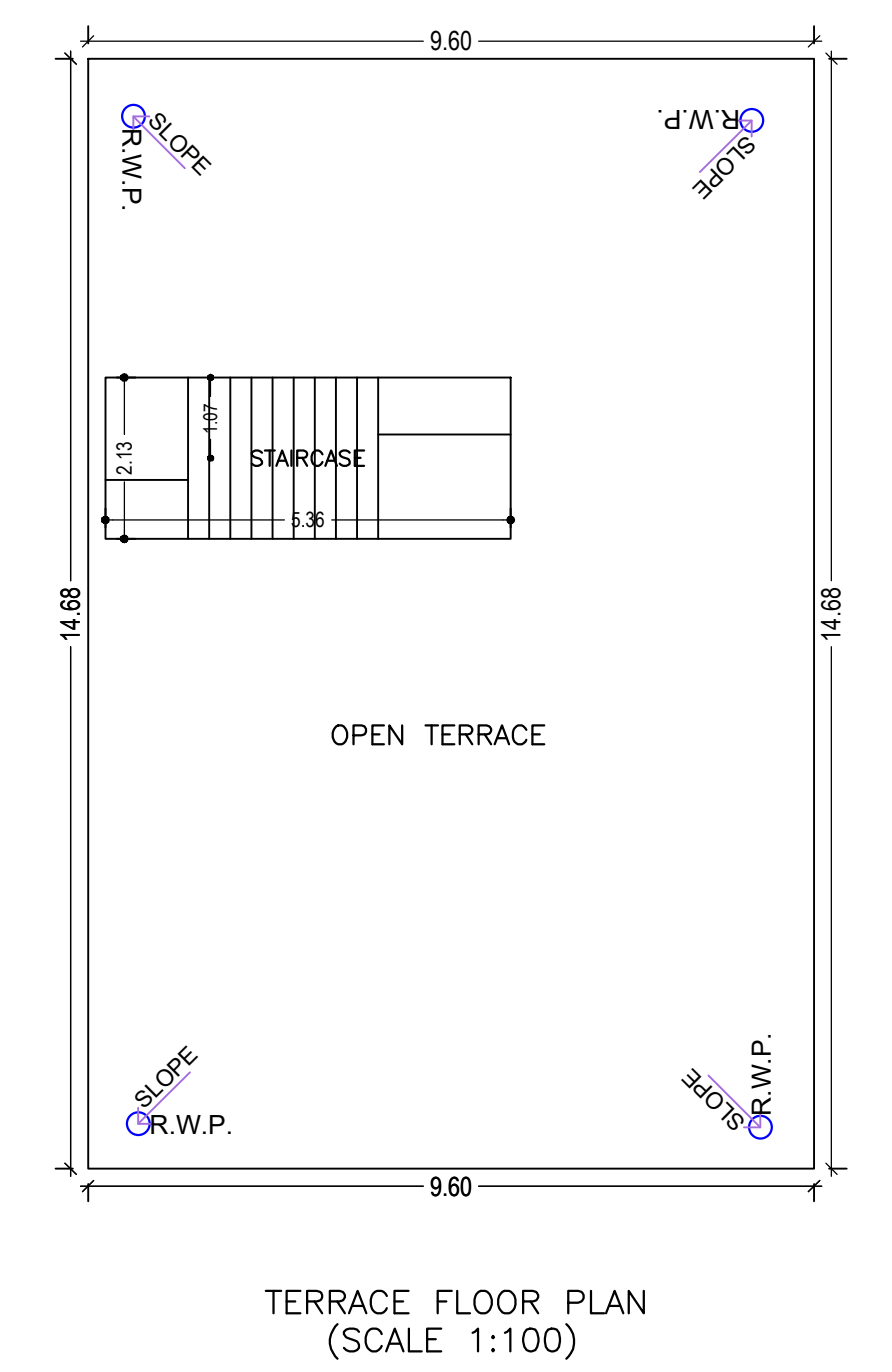 9.60
SLOPE
R.W.P.
R.W.P.
SLOPE
1.07
2.13
STAIRCASE
5.36
14.68
14.68
OPEN TERRACE
SLOPE
R.W.P.
SLOPE
R.W.P.
9.60
TERRACE FLOOR PLAN
(SCALE 1:100)